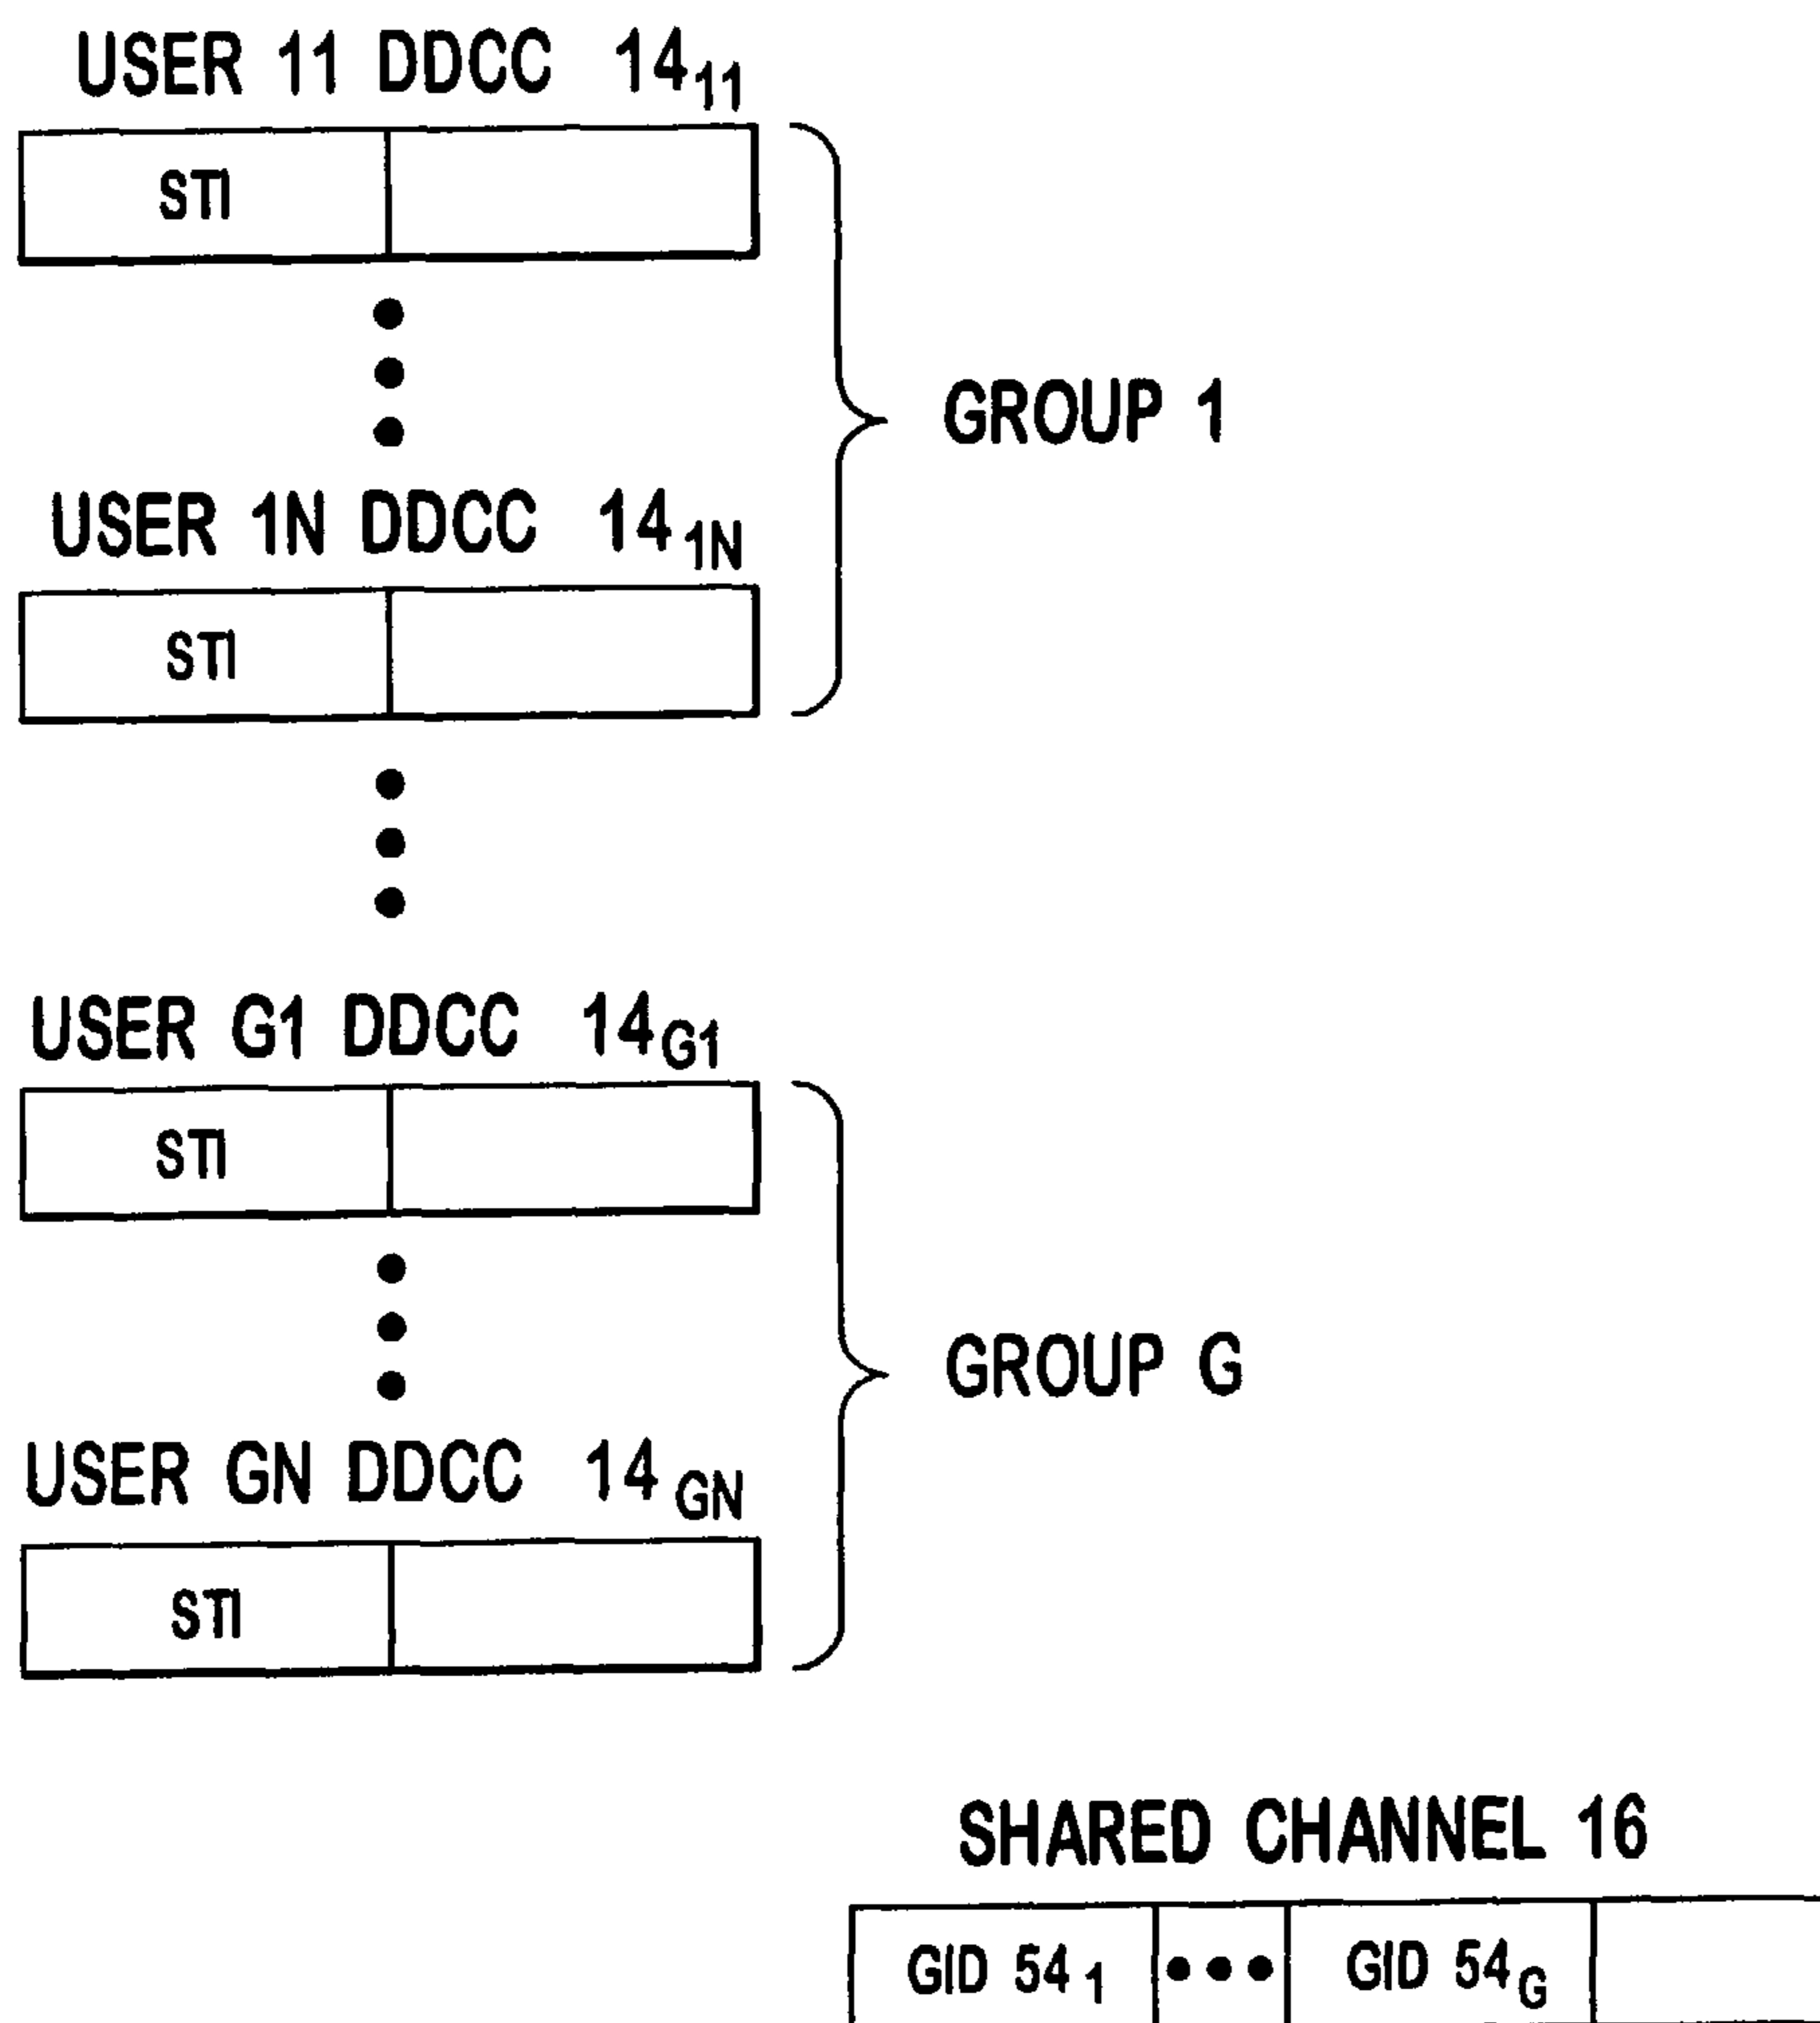 USER 11 DDCC 14₁₁
STI
GROUP 1
USER 1N DDCC 14₁N
STI
USER G1 DDCC 14G1
STI
GROUP G
USER GN DDCC 14GN
STI
SHARED CHANNEL 16
GID 54₁ ••• GID 54G